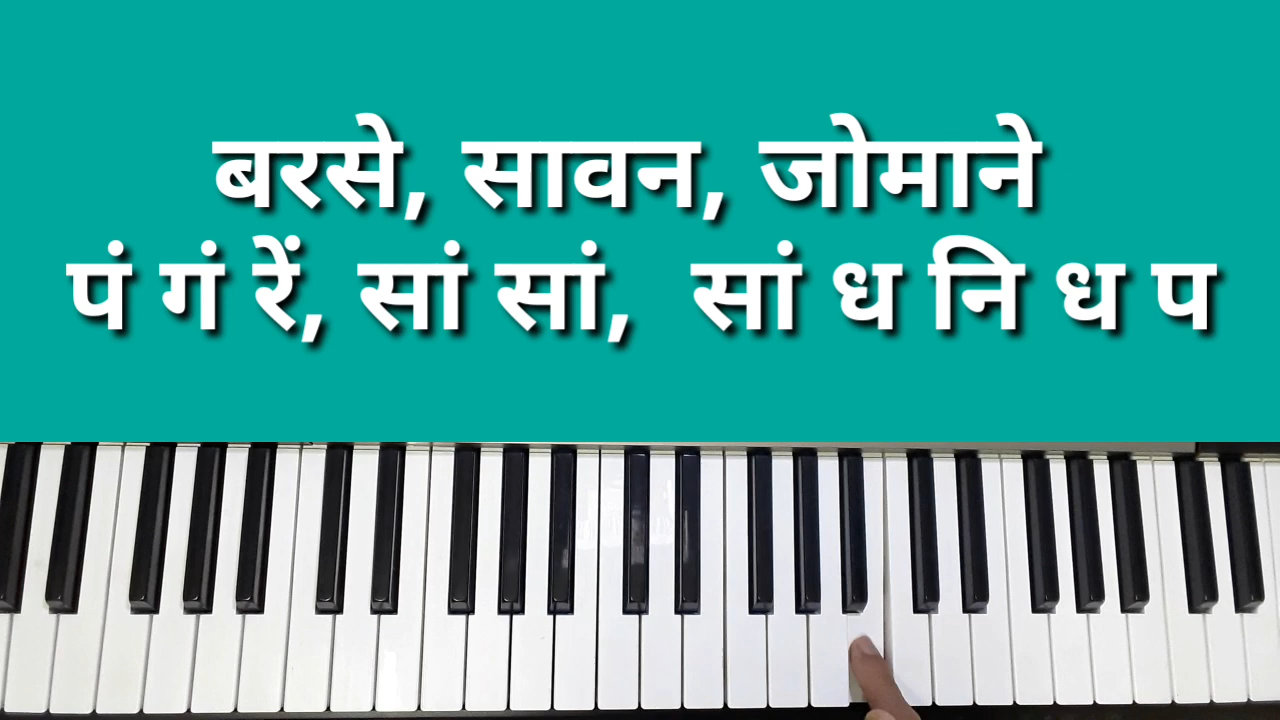 बरसे, सावन, जोमाने
पं गं रें, सां सां, सां ध नि ध प